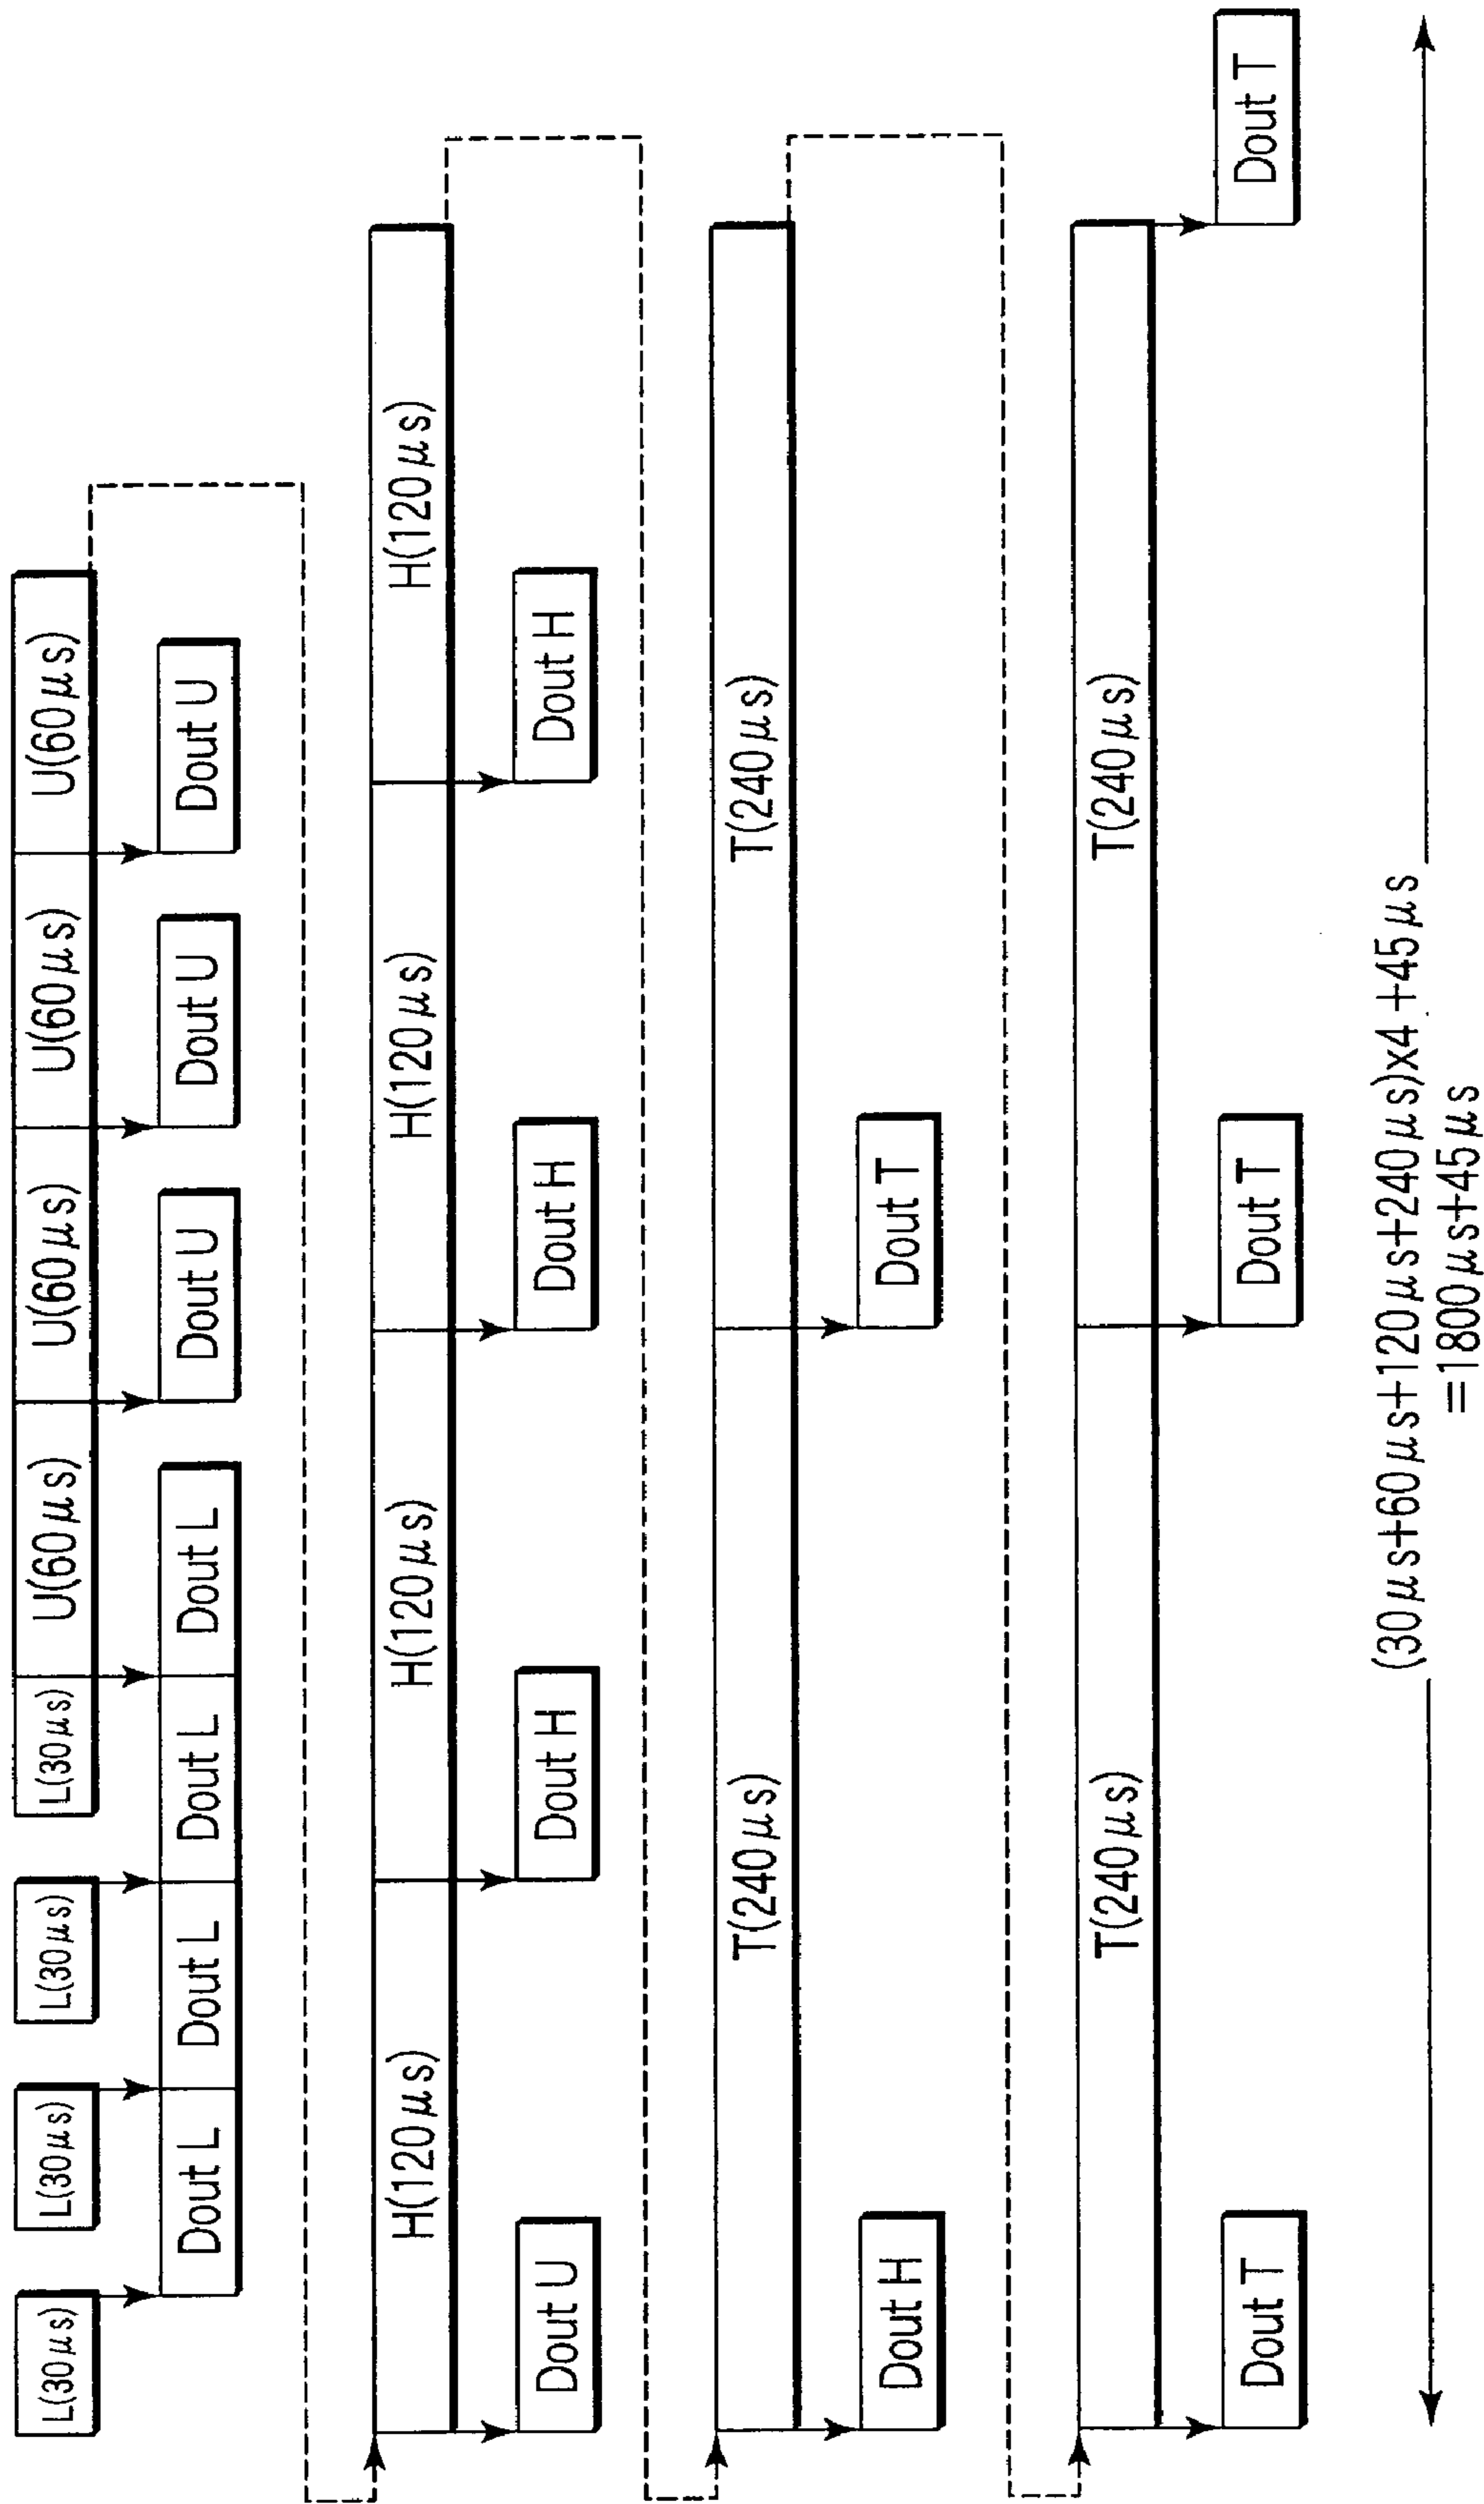 L(30μs) L(30μs) L(30μs) L(30μs) U(60μs) U(60μs) U(60μs) U(60μs)
Dout L Dout L Dout L Dout L Dout U Dout U Dout U
H(120μs) H(120μs) H(120μs) H(120μs)
Dout U Dout H Dout H Dout H
T(240μs) T(240μs)
Dout H Dout T
T(240μs) T(240μs)
Dout T Dout T Dout T
(30μs+60μs+120μs+240μs)x4+45μs
=1800μs+45μs